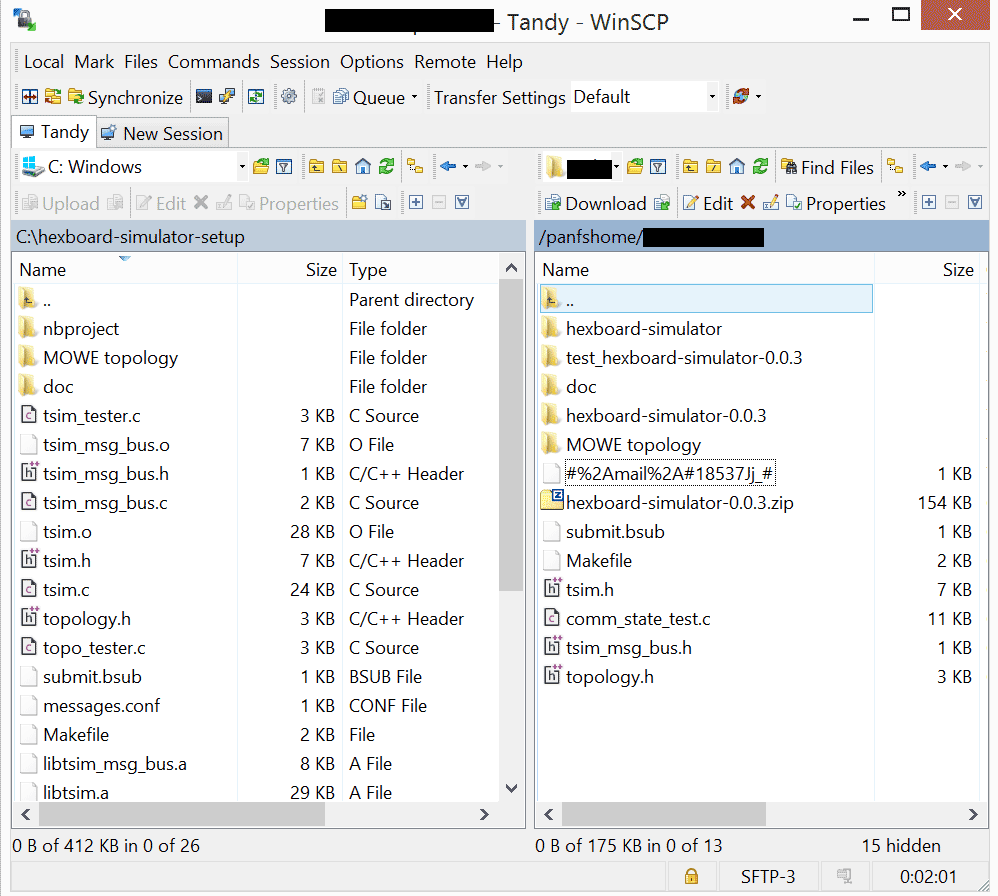 - Tandy - WinSCP
Local Mark Files Commands Session Options Remote Help
Synchronize Queue Transfer Settings Default
Tandy New Session
C: Windows Find Files
Upload Edit Properties Download Edit Properties »
C:\hexboard-simulator-setup /panfshome/
Name Size Type Name Size
.. Parent directory ..
nbproject File folder hexboard-simulator
MOWE topology File folder test_hexboard-simulator-0.0.3
doc File folder doc
tsim_tester.c 3 KB C Source hexboard-simulator-0.0.3
tsim_msg_bus.o 7 KB O File MOWE topology
tsim_msg_bus.h 1 KB C/C++ Header #%2Amail%2A#18537Jj_# 1 KB
tsim_msg_bus.c 2 KB C Source hexboard-simulator-0.0.3.zip 154 KB
tsim.o 28 KB O File submit.bsub 1 KB
tsim.h 7 KB C/C++ Header Makefile 2 KB
tsim.c 24 KB C Source tsim.h 7 KB
topology.h 3 KB C/C++ Header comm_state_test.c 11 KB
topo_tester.c 3 KB C Source tsim_msg_bus.h 1 KB
submit.bsub 1 KB BSUB File topology.h 3 KB
messages.conf 1 KB CONF File
Makefile 2 KB File
libtsim_msg_bus.a 8 KB A File
libtsim.a 29 KB A File
0 B of 412 KB in 0 of 26 0 B of 175 KB in 0 of 13 15 hidden
SFTP-3 0:02:01